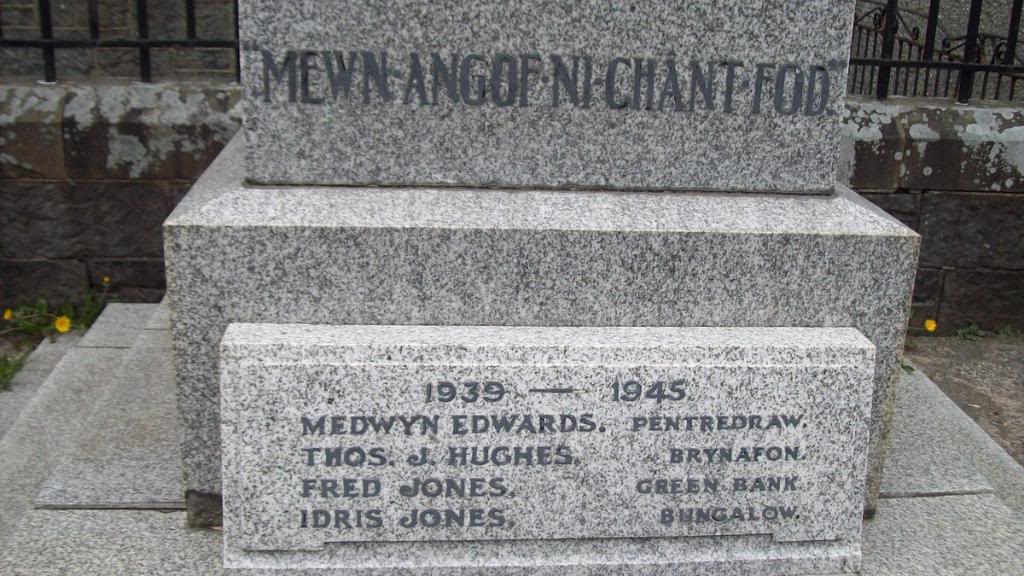 "MEWN·ANGOF NI·CHÂNT·FOD."
1939 — 1945
MEDWYN EDWARDS. PENTREDRAW.
THOS. J. HUGHES. BRYNAFON.
FRED JONES. GREEN BANK.
IDRIS JONES. BUNGALOW.